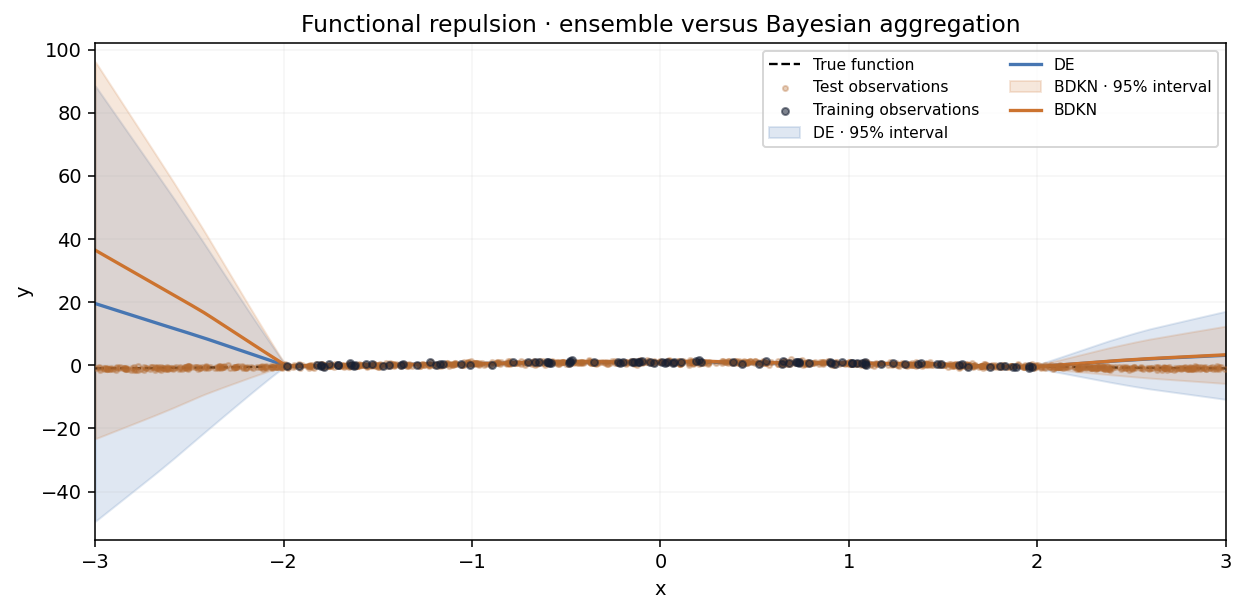 Functional repulsion · ensemble versus Bayesian aggregation
100
80
60
40
20
0
−20
−40
y
True function
Test observations
Training observations
DE · 95% interval
DE
BDKN · 95% interval
BDKN
−3
−2
−1
0
1
2
3
x